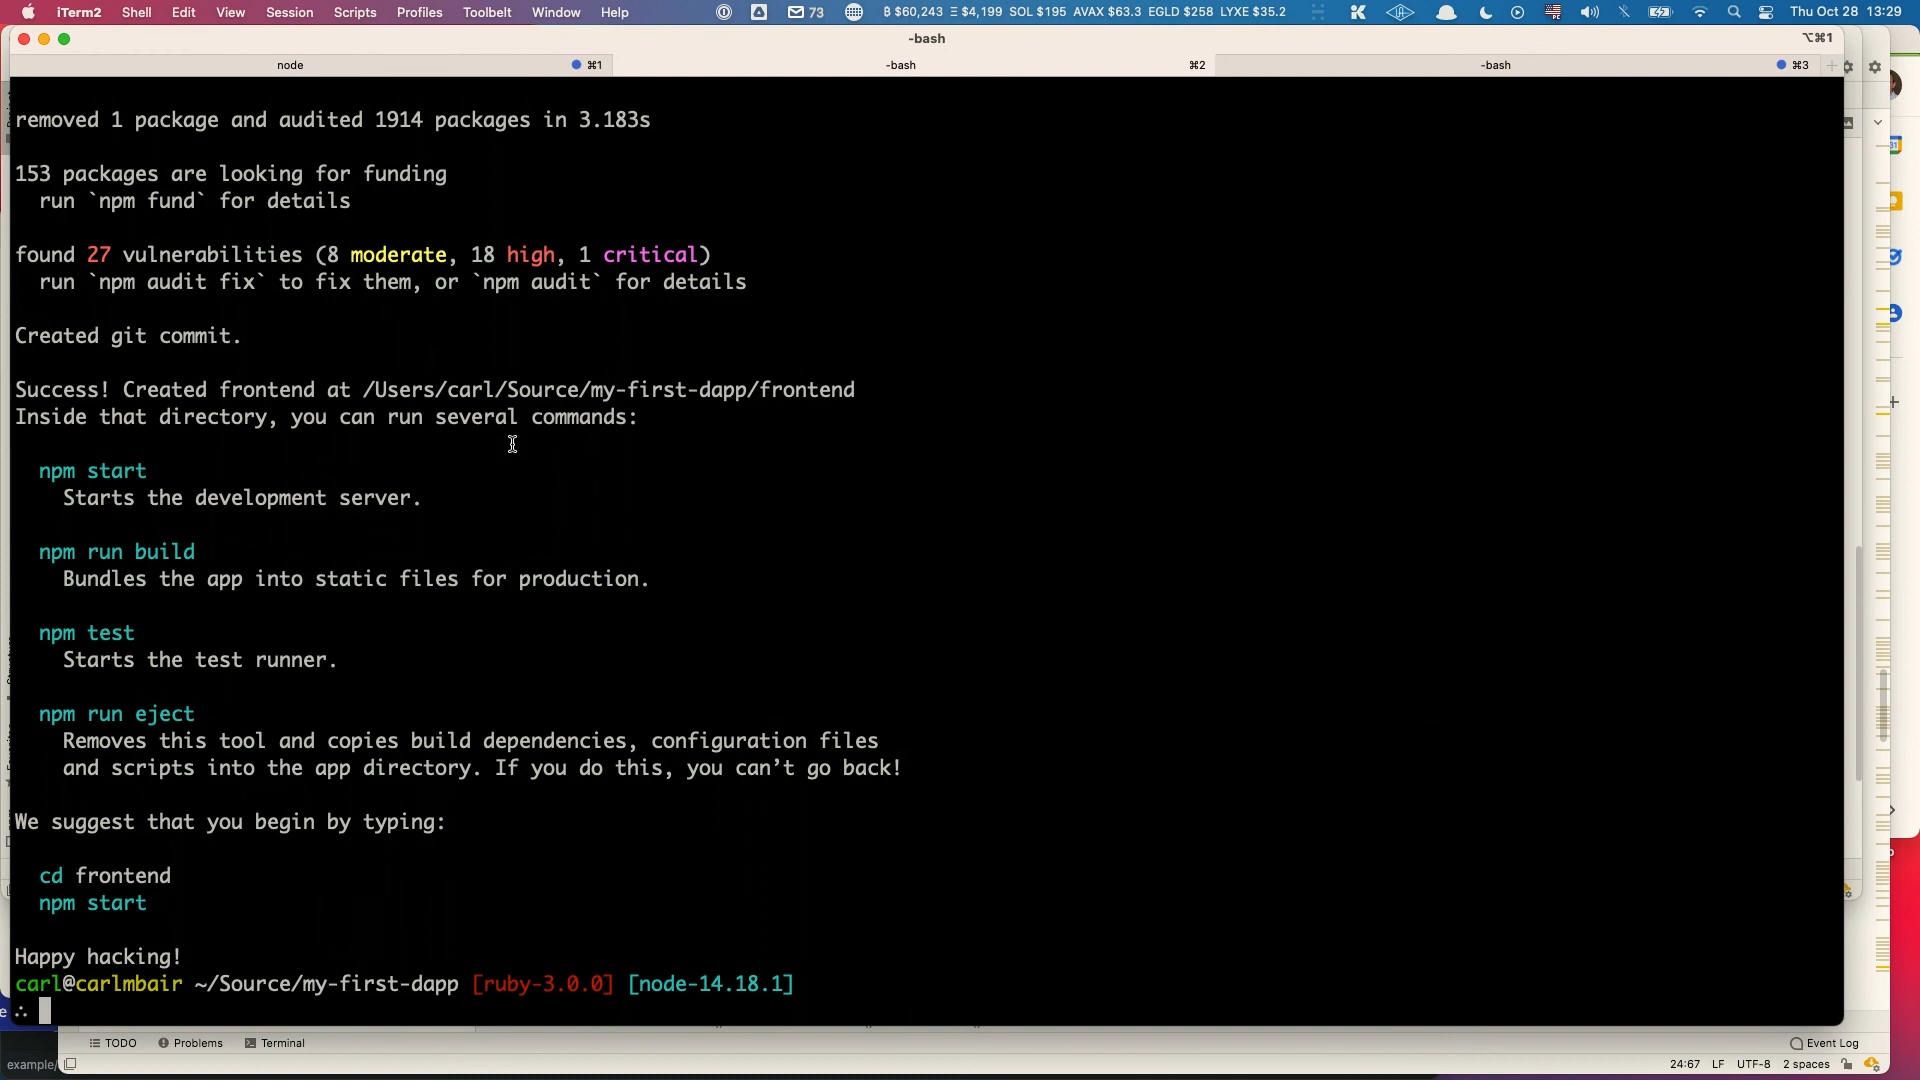 iTerm2 Shell Edit View Session Scripts Profiles Toolbelt Window Help 73 ₿ $60,243 Ξ $4,199 SOL $195 AVAX $63.3 EGLD $258 LYXE $35.2 Thu Oct 28 13:29
-bash ⌥⌘1
node ⌘1 -bash ⌘2 -bash ⌘3
removed 1 package and audited 1914 packages in 3.183s
153 packages are looking for funding
run `npm fund` for details
found 27 vulnerabilities (8 moderate, 18 high, 1 critical)
run `npm audit fix` to fix them, or `npm audit` for details
Created git commit.
Success! Created frontend at /Users/carl/Source/my-first-dapp/frontend
Inside that directory, you can run several commands:
npm start
Starts the development server.
npm run build
Bundles the app into static files for production.
npm test
Starts the test runner.
npm run eject
Removes this tool and copies build dependencies, configuration files
and scripts into the app directory. If you do this, you can’t go back!
We suggest that you begin by typing:
cd frontend
npm start
Happy hacking!
carl@carlmbair ~/Source/my-first-dapp [ruby-3.0.0] [node-14.18.1]
∴
TODO Problems Terminal Event Log
example/ 24:67 LF UTF-8 2 spaces